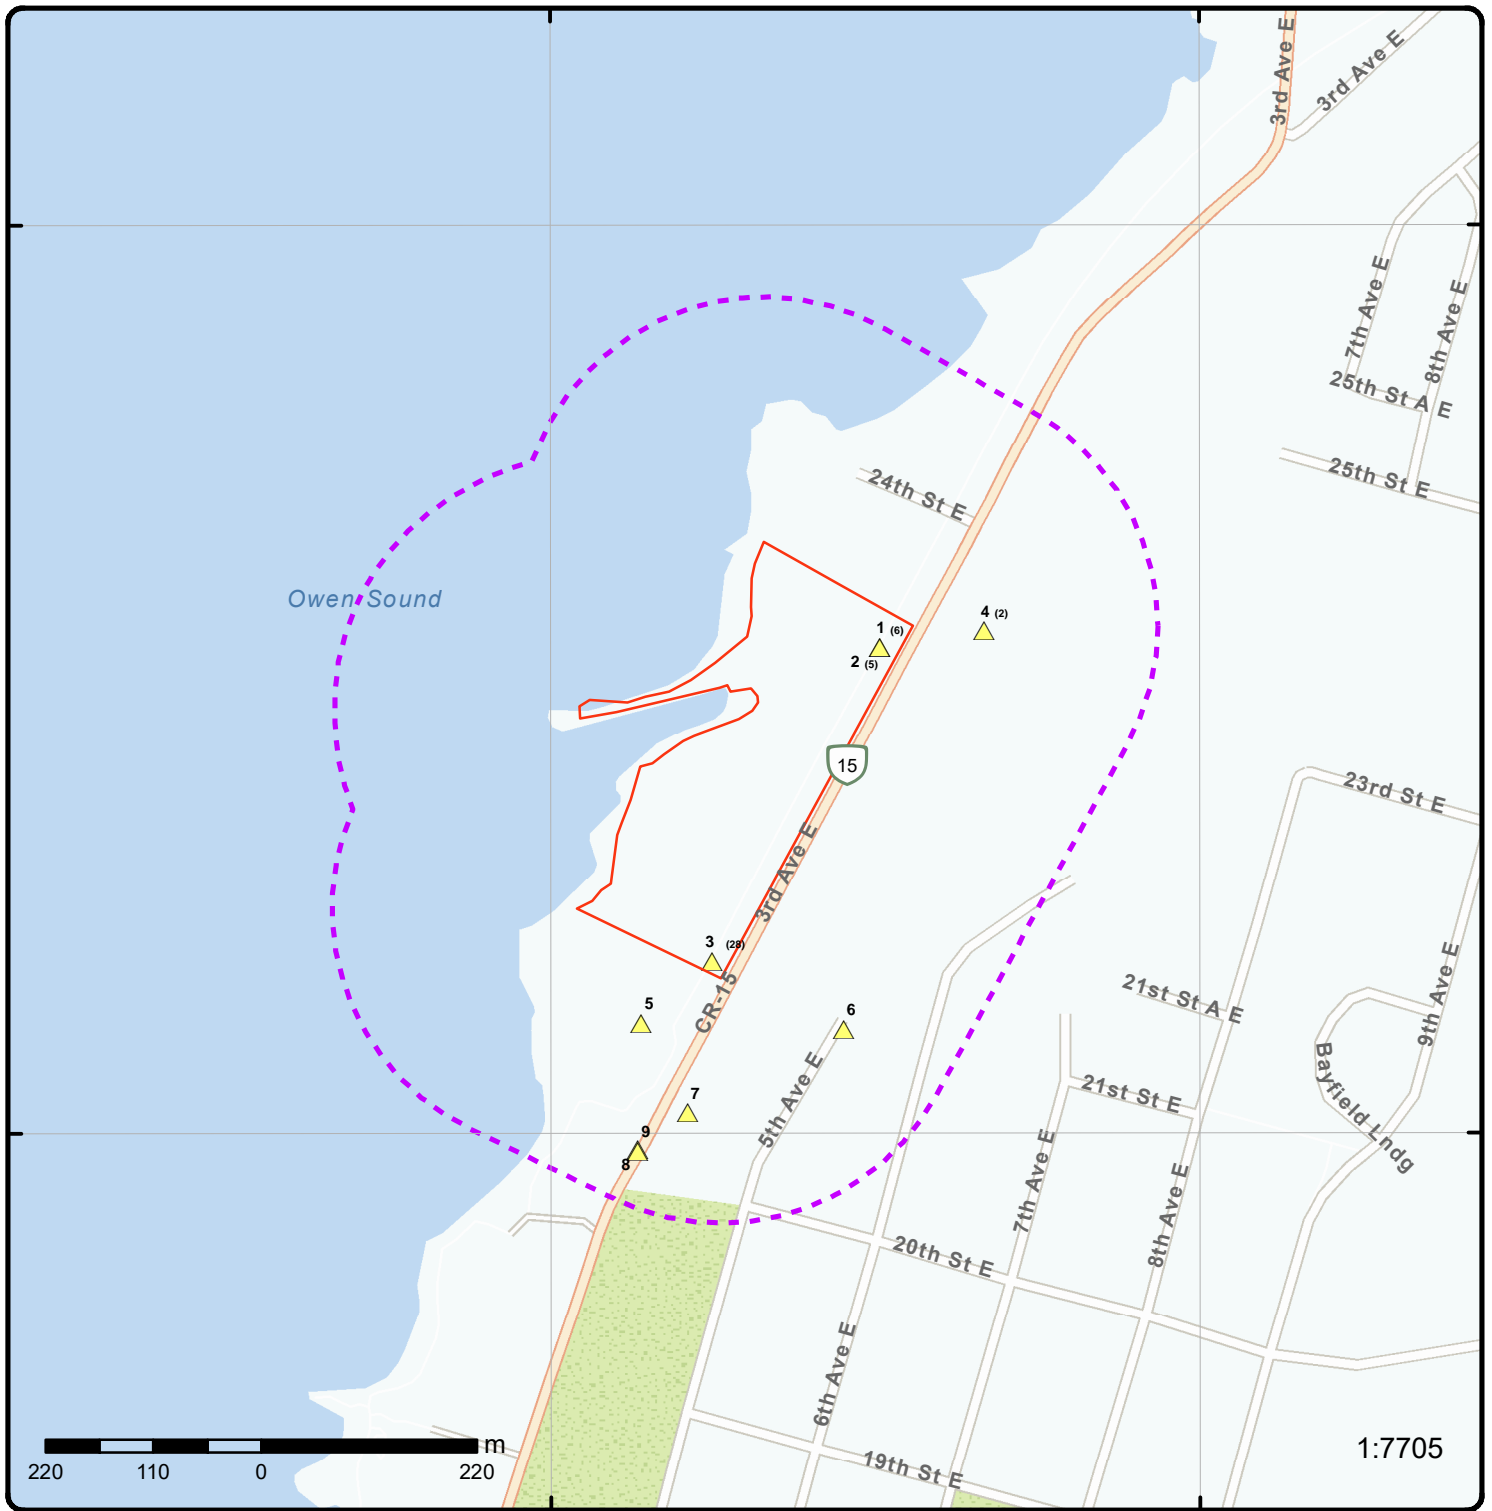 3rd Ave E
3rd Ave E
7th Ave E
8th Ave E
25th St A E
25th St E
24th St E
Owen Sound
4 (2)
1 (6)
2 (5)
15
23rd St E
3rd Ave E
3 (28)
CR-15
5
6
21st St A E
9th Ave E
Bayfield Lndg
21st St E
5th Ave E
7
9
8
7th Ave E
8th Ave E
20th St E
6th Ave E
19th St E
m
220 110 0 220
1:7705